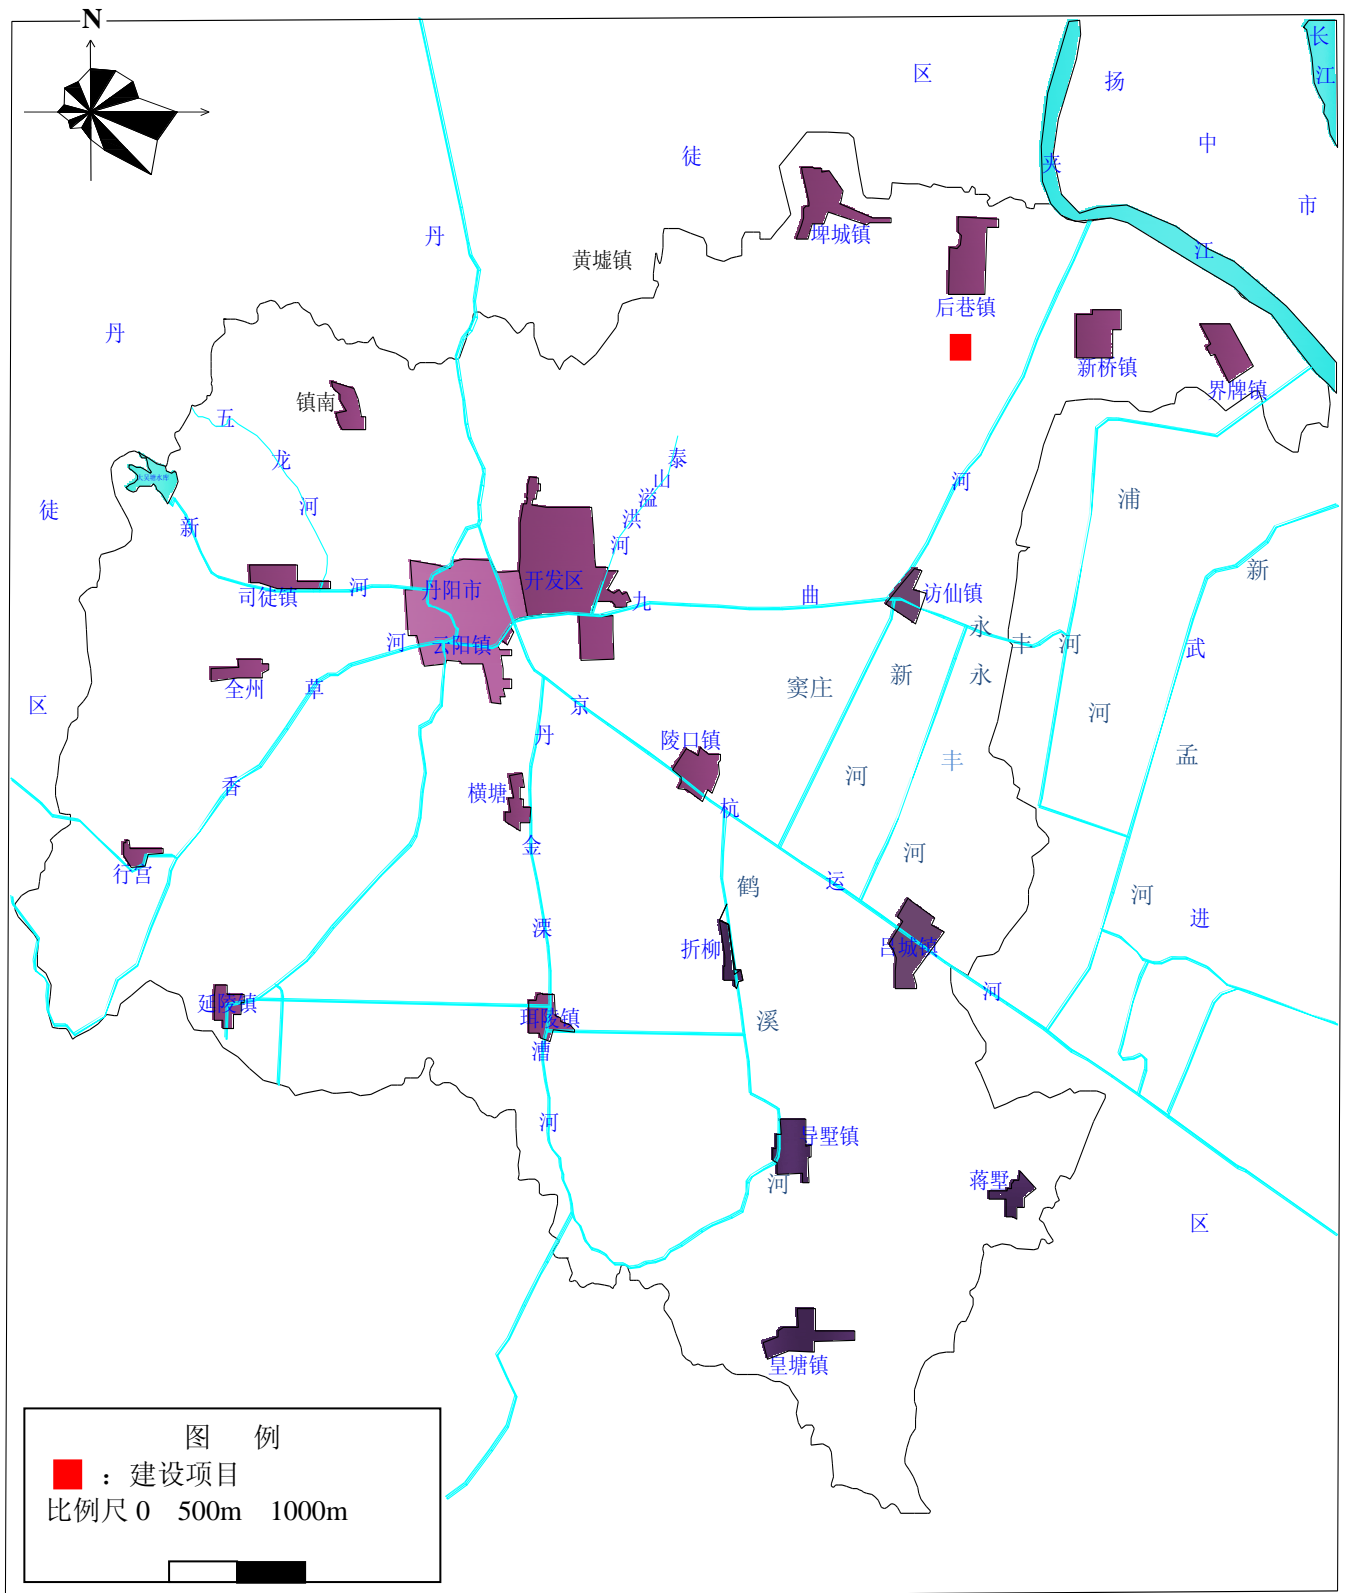 N
长江
扬中市
夹江
丹徒区
丹徒区
黄墟镇
埤城镇
后巷镇
新桥镇
界牌镇
镇南
五龙河
泰山溢洪河
新河
司徒镇
丹阳市
开发区
云阳镇
九曲河
访仙镇
永丰河
全州
香草河
窦庄
新河
永丰河
浦河
新孟河
武进区
京杭运河
陵口镇
丹金溧漕河
横塘
行宫
鹤溪河
折柳
吕城镇
延陵镇
珥陵镇
导墅镇
蒋墅
皇塘镇
图 例
：建设项目
比例尺 0 500m 1000m